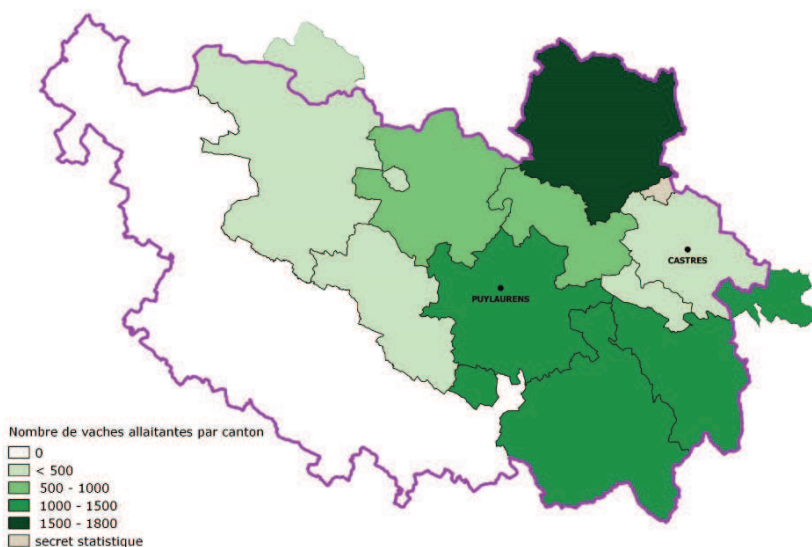 CASTRES
PUYLAURENS
Nombre de vaches allaitantes par canton
0
< 500
500 - 1000
1000 - 1500
1500 - 1800
secret statistique